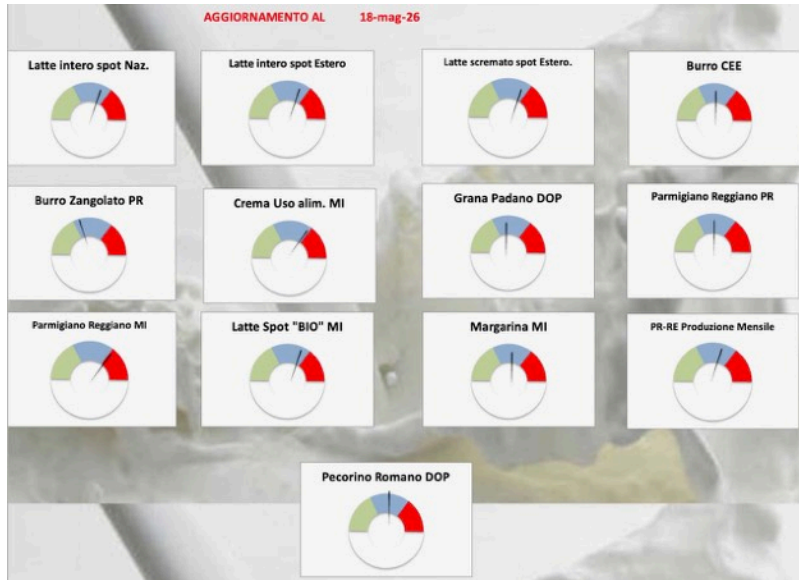 AGGIORNAMENTO AL 18-mag-26
Latte intero spot Naz.
Latte intero spot Estero
Latte scremato spot Estero.
Burro CEE
Burro Zangolato PR
Crema Uso alim. MI
Grana Padano DOP
Parmigiano Reggiano PR
Parmigiano Reggiano MI
Latte Spot "BIO" MI
Margarina MI
PR-RE Produzione Mensile
Pecorino Romano DOP